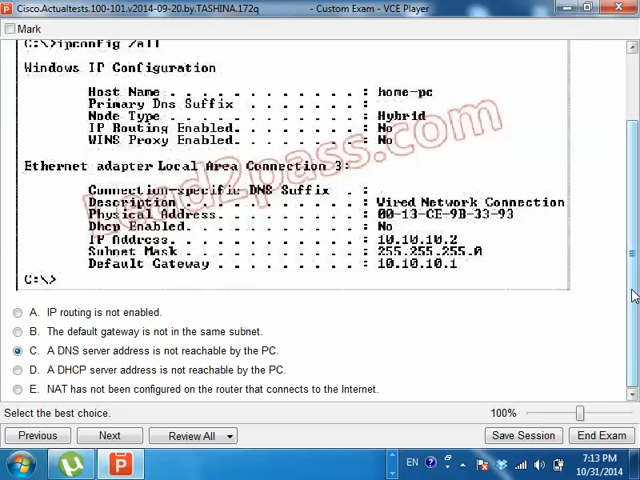 Cisco.Actualtests.100-101.v2014-09-20.by.TASHINA.172q - Custom Exam - VCE Player
Mark
C:\>ipconfig /all
Windows IP Configuration
Host Name . . . . . . . . . . . . : home-pc
Primary Dns Suffix . . . . . . . :
Node Type . . . . . . . . . . . . : Hybrid
IP Routing Enabled. . . . . . . . : No
WINS Proxy Enabled. . . . . . . . : No
Lead2pass.com
Ethernet adapter Local Area Connection 3:
Connection-specific DNS Suffix . :
Description . . . . . . . . . . . : Wired Network Connection
Physical Address. . . . . . . . . : 00-13-CE-9B-33-93
Dhcp Enabled. . . . . . . . . . . : No
IP Address. . . . . . . . . . . . : 10.10.10.2
Subnet Mask . . . . . . . . . . . : 255.255.255.0
Default Gateway . . . . . . . . . : 10.10.10.1
C:\>
A. IP routing is not enabled.
B. The default gateway is not in the same subnet.
C. A DNS server address is not reachable by the PC.
D. A DHCP server address is not reachable by the PC.
E. NAT has not been configured on the router that connects to the Internet.
Select the best choice. 100%
Previous Next Review All Save Session End Exam
EN 7:13 PM
10/31/2014